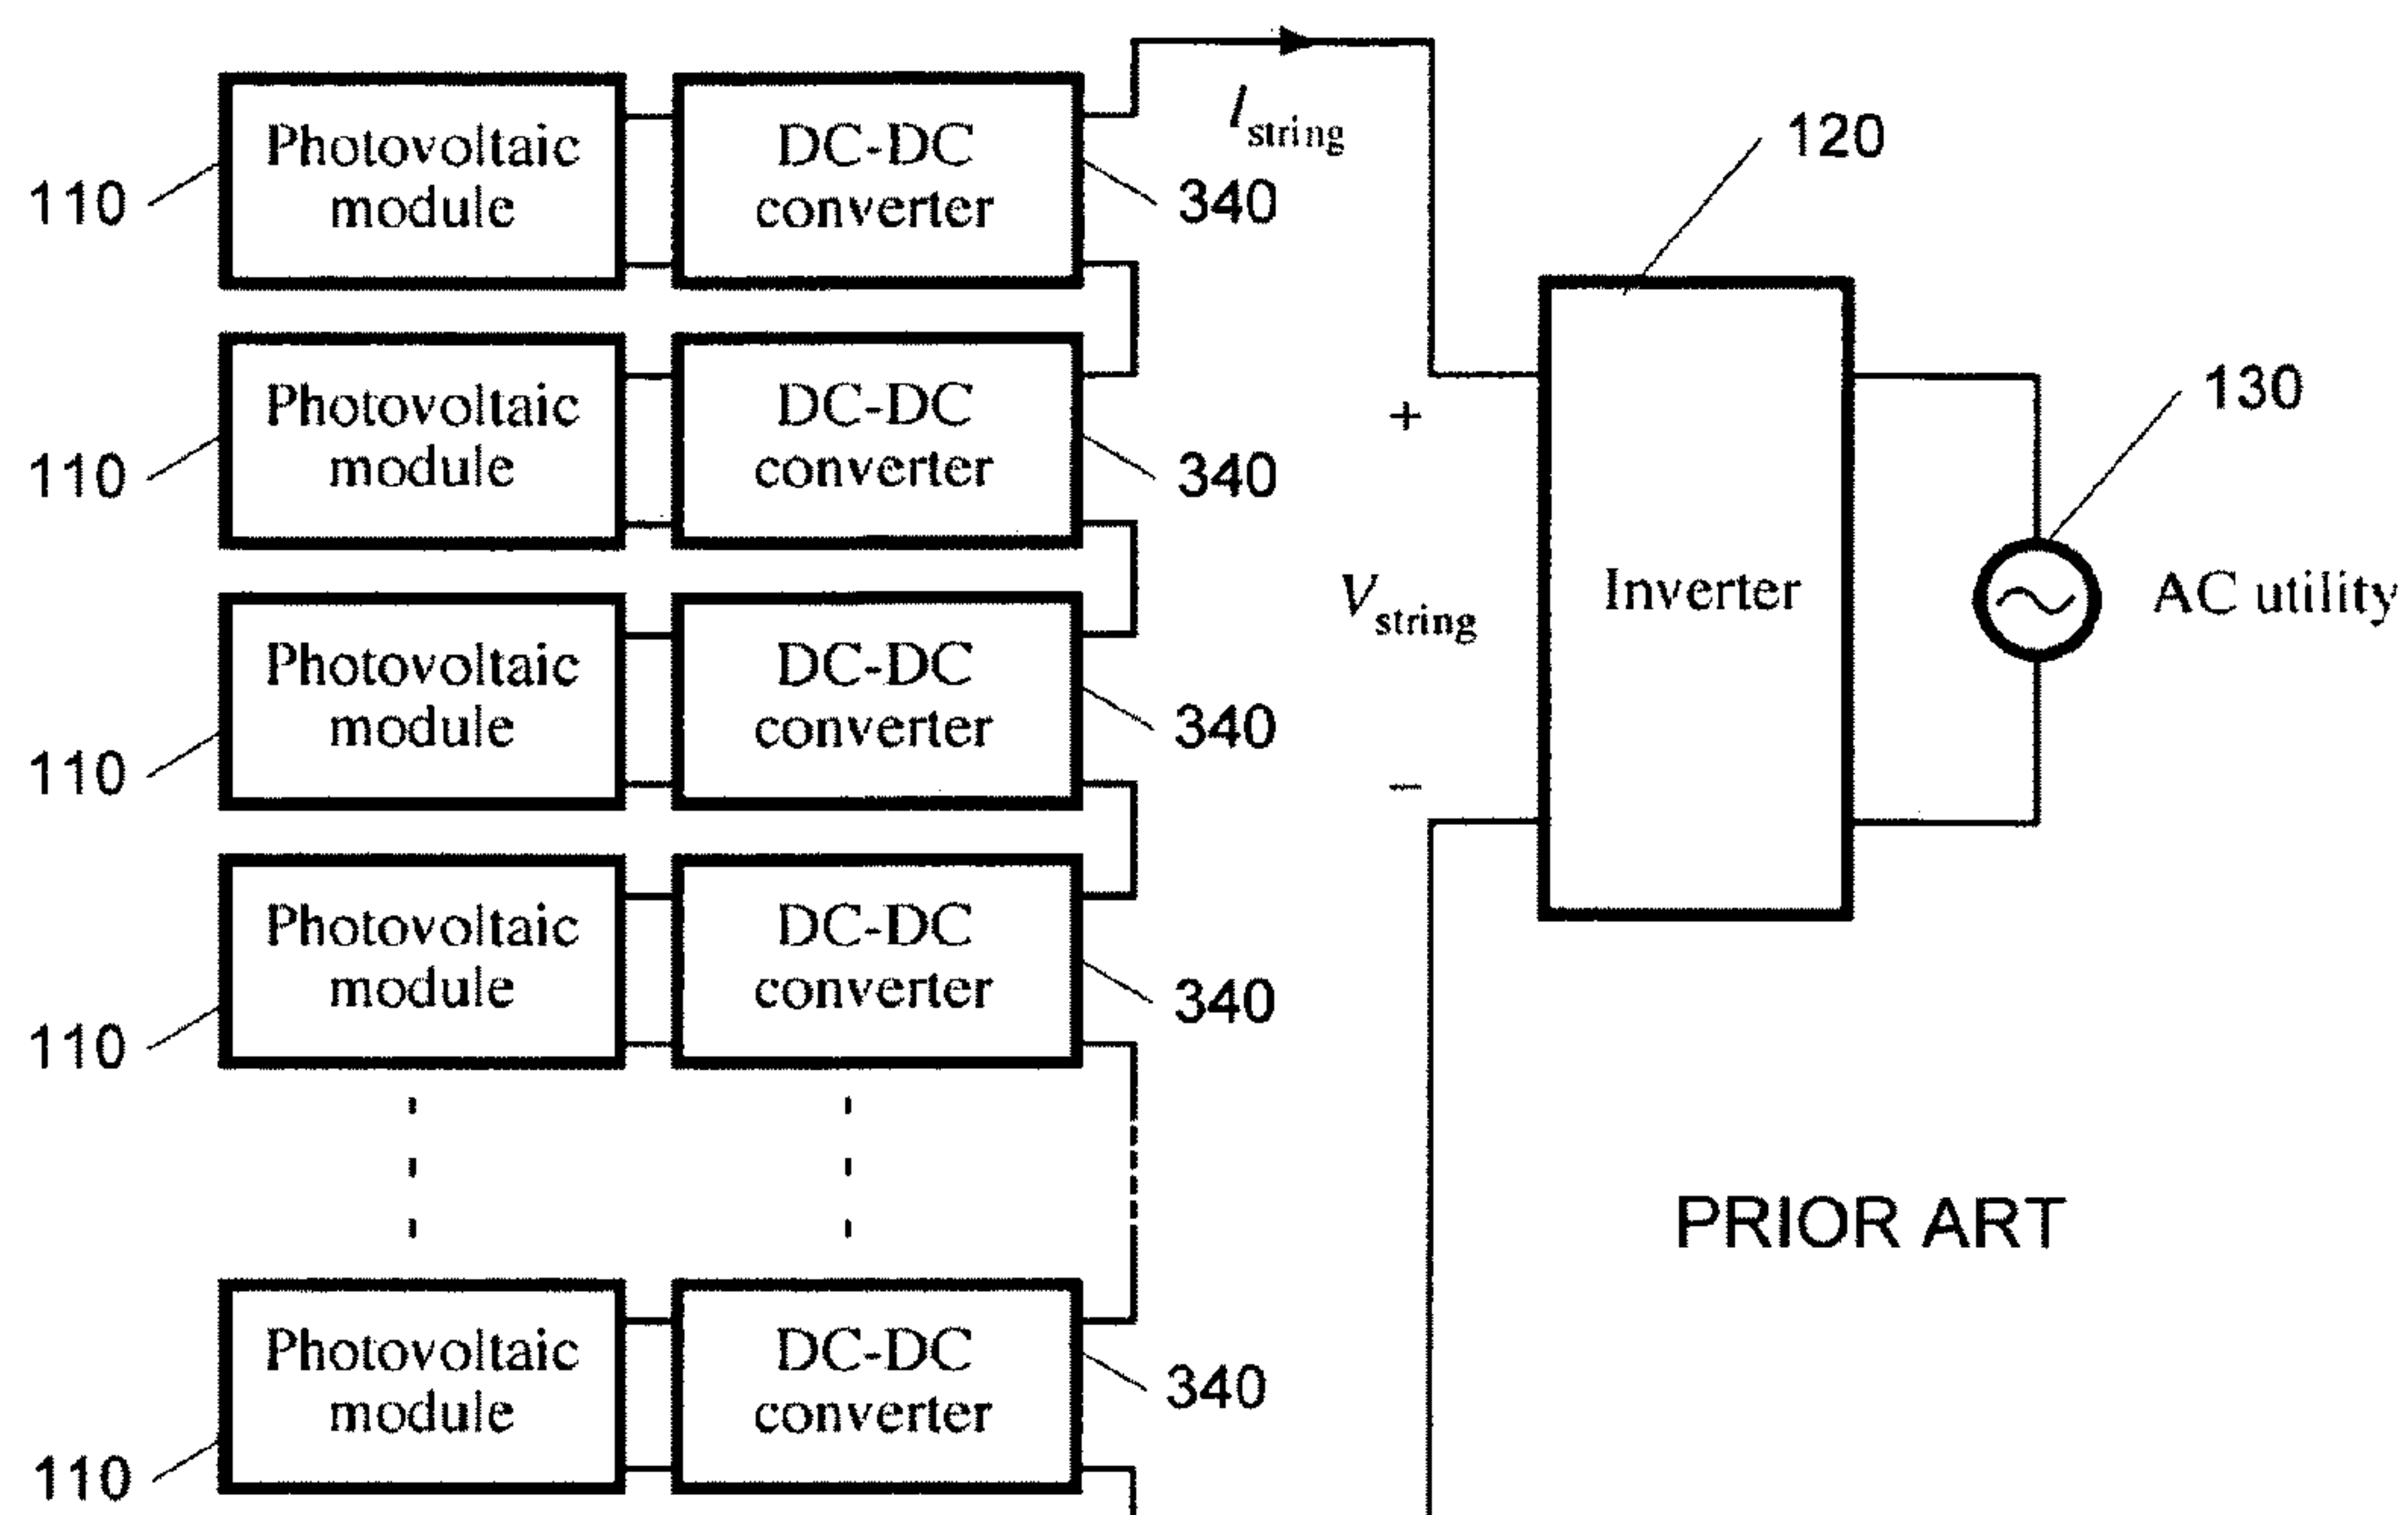 Photovoltaic
module
DC-DC
converter
110
340
Photovoltaic
module
DC-DC
converter
110
340
Photovoltaic
module
DC-DC
converter
110
340
Photovoltaic
module
DC-DC
converter
110
340
Photovoltaic
module
DC-DC
converter
110
340
Istring
120
+
Vstring
−
Inverter
130
AC utility
PRIOR ART